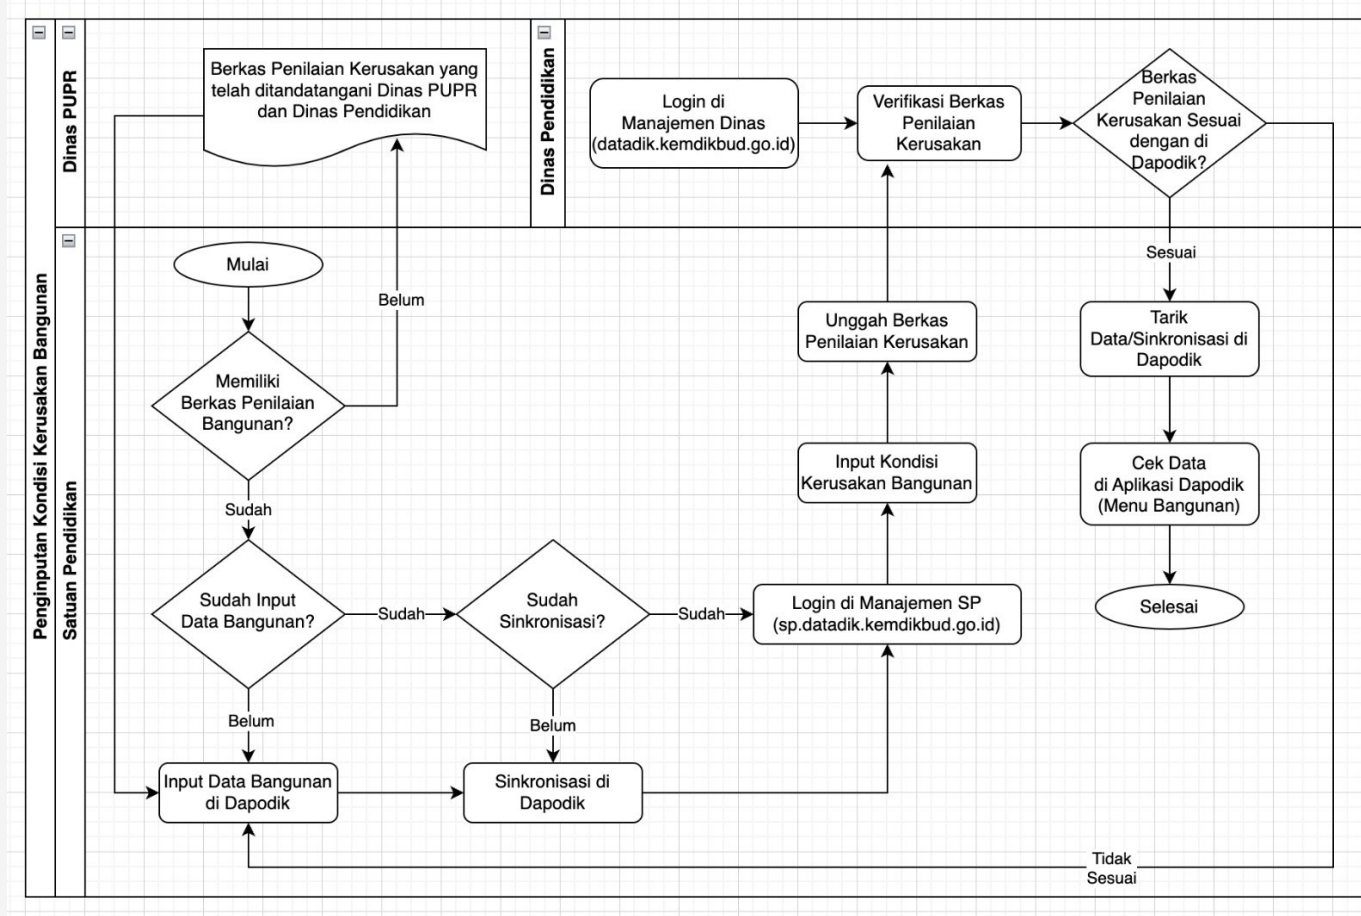 Penginputan Kondisi Kerusakan Bangunan
Dinas PUPR
Berkas Penilaian Kerusakan yang
telah ditandatangani Dinas PUPR
dan Dinas Pendidikan
Dinas Pendidikan
Login di
Manajemen Dinas
(datadik.kemdikbud.go.id)
Verifikasi Berkas
Penilaian
Kerusakan
Berkas
Penilaian
Kerusakan Sesuai
dengan di
Dapodik?
Satuan Pendidikan
Mulai
Belum
Memiliki
Berkas Penilaian
Bangunan?
Sudah
Sudah Input
Data Bangunan?
Sudah
Belum
Input Data Bangunan
di Dapodik
Sudah
Sinkronisasi?
Sudah
Belum
Sinkronisasi di
Dapodik
Login di Manajemen SP
(sp.datadik.kemdikbud.go.id)
Input Kondisi
Kerusakan Bangunan
Unggah Berkas
Penilaian Kerusakan
Sesuai
Tarik
Data/Sinkronisasi di
Dapodik
Cek Data
di Aplikasi Dapodik
(Menu Bangunan)
Selesai
Tidak
Sesuai